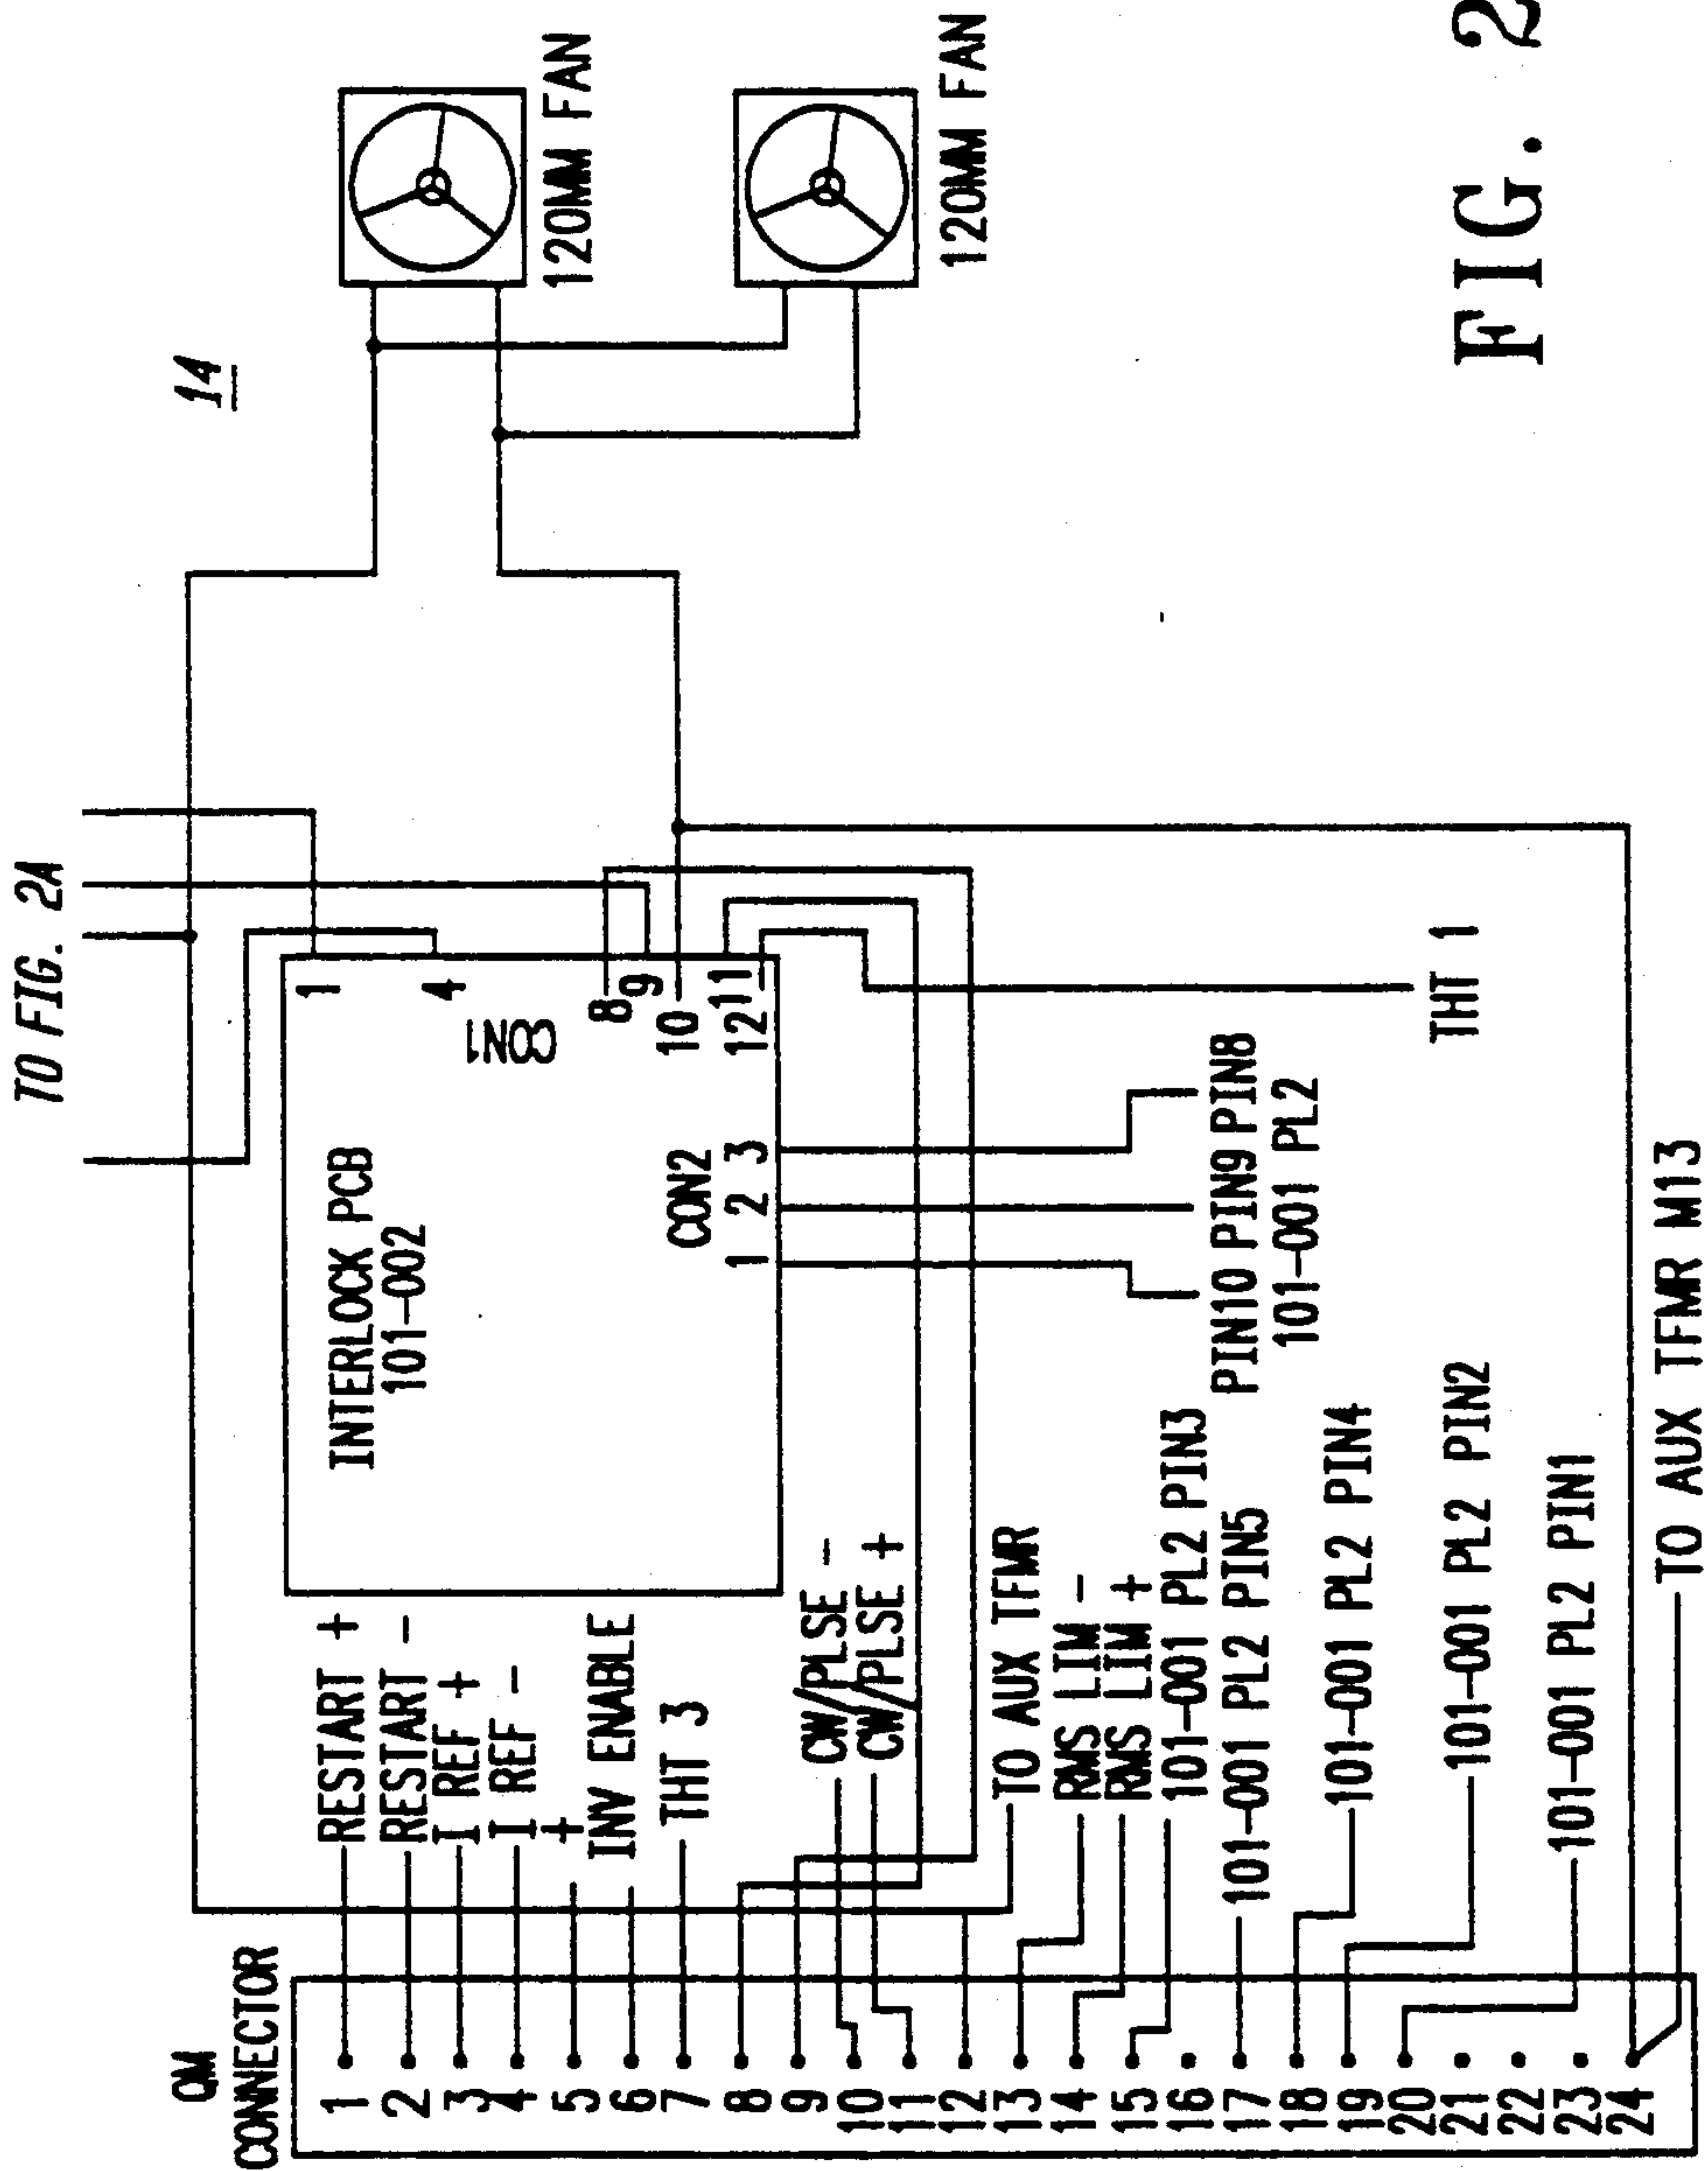 TO FIG. 2A
14
120MM FAN
120MM FAN
INTERLOCK PCB
101-002
CON1
1
4
8
9
10
11
12
CON2
1 2 3
PIN10 PIN9 PIN8
101-001 PL2
THT 1
QM
CONNECTOR
1
2
3
4
5
6
7
8
9
10
11
12
13
14
15
16
17
18
19
20
21
22
23
24
RESTART +
RESTART -
I REF +
I REF -
+
INV ENABLE
THT 3
CW/PLSE -
CW/PLSE +
TO AUX TFMR
RMS LIM -
RMS LIM +
101-001 PL2 PIN3
101-001 PL2 PIN5
101-001 PL2 PIN4
101-001 PL2 PIN2
101-001 PL2 PIN1
TO AUX TFMR M13
FIG. 2